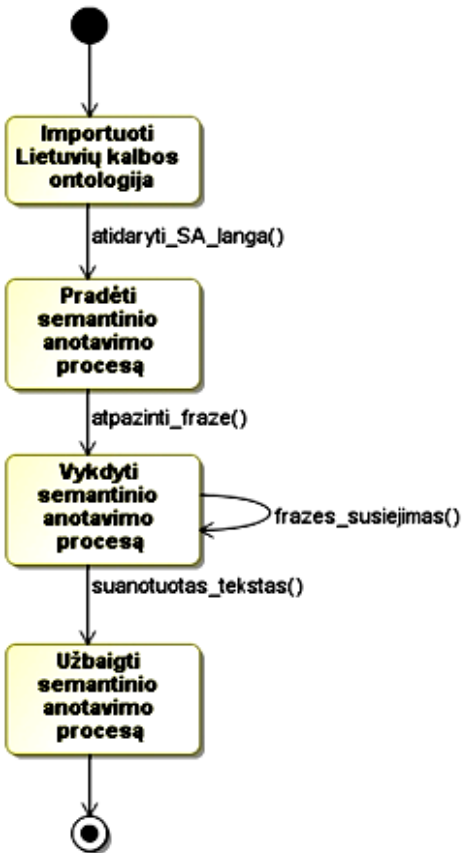 Importuoti
Lietuvių kalbos
ontologija
atidaryti_SA_langa()
Pradėti
semantinio
anotavimo
procesą
atpazinti_fraze()
Vykdyti
semantinio
anotavimo
procesą
frazes_susiejimas()
suanotuotas_tekstas()
Užbaigti
semantinio
anotavimo
procesą